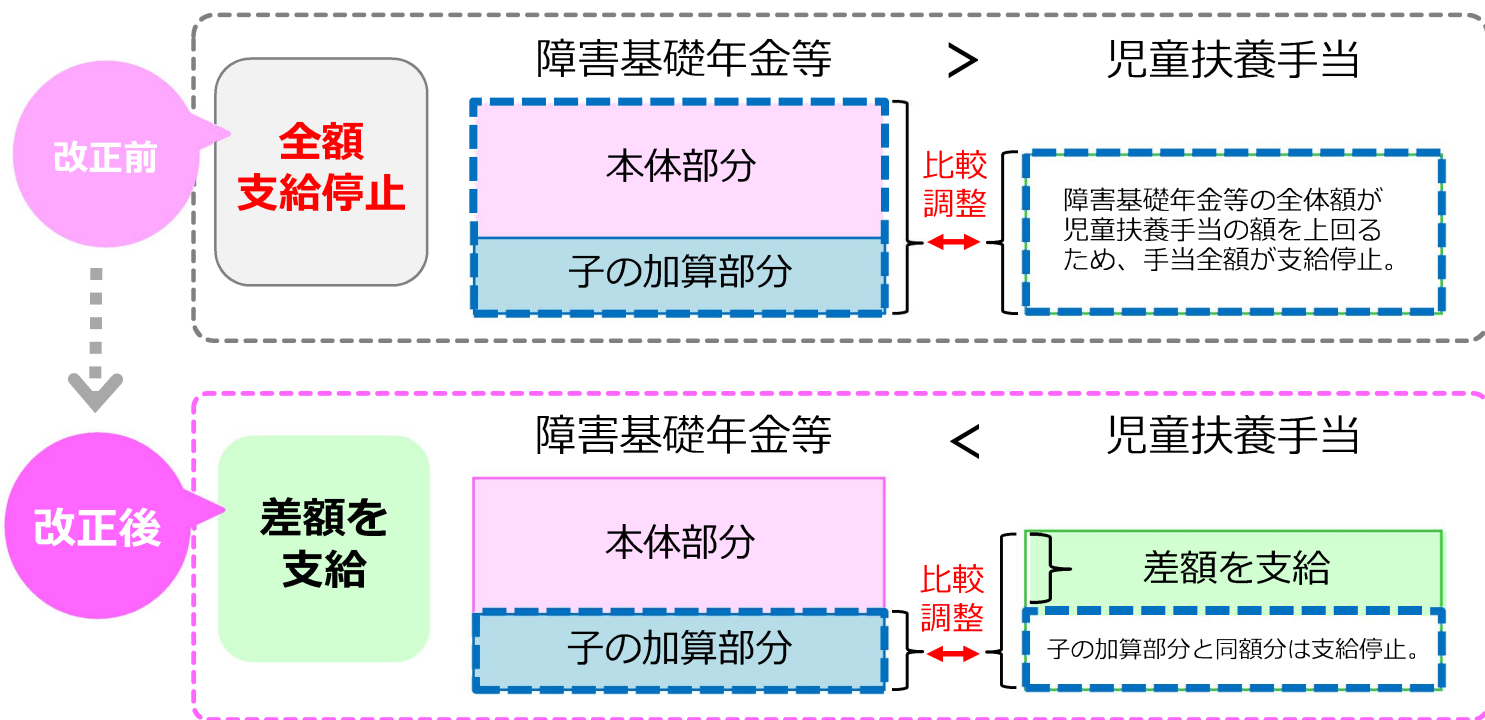 障害基礎年金等 > 児童扶養手当
改正前
全額
支給停止
本体部分
子の加算部分
比較
調整
障害基礎年金等の全体額が
児童扶養手当の額を上回る
ため、手当全額が支給停止。
障害基礎年金等 < 児童扶養手当
改正後
差額を
支給
本体部分
子の加算部分
比較
調整
差額を支給
子の加算部分と同額分は支給停止。